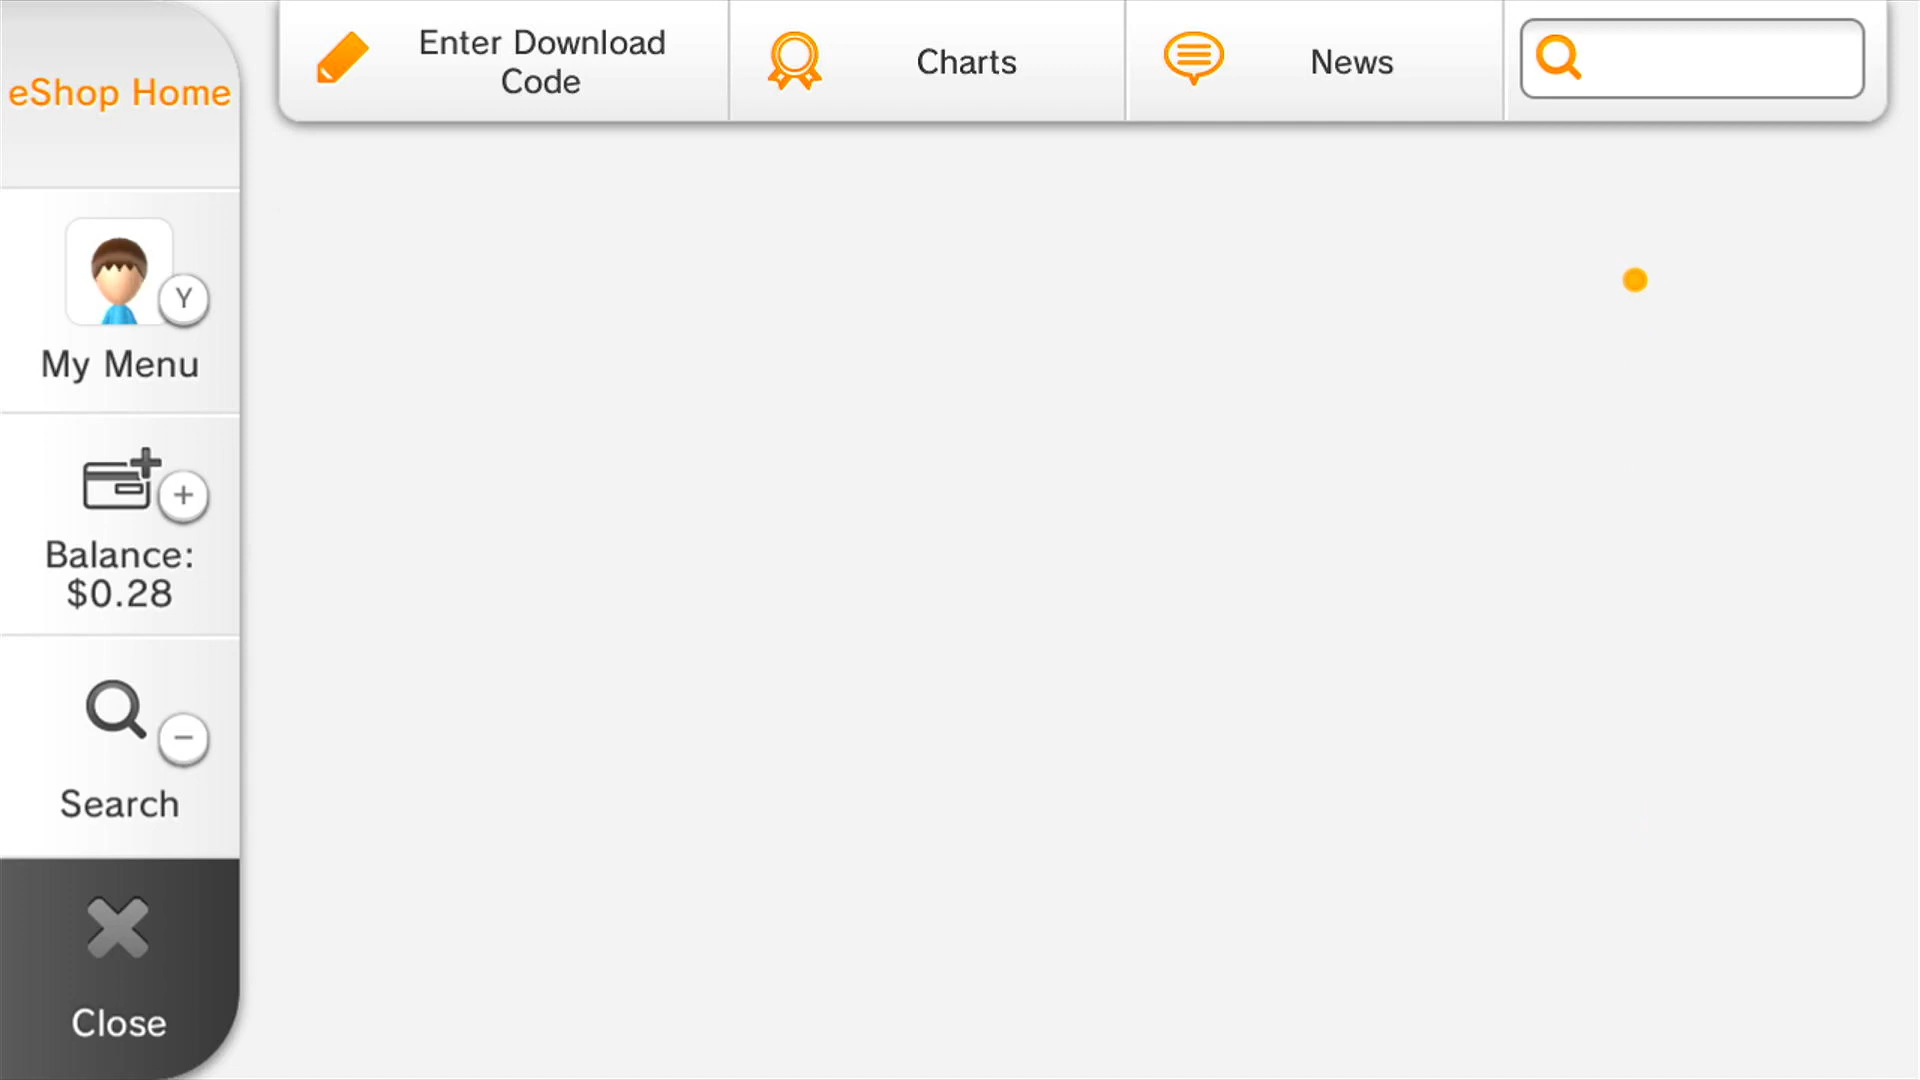 eShop Home
Enter Download
Code
Charts
News
Y
My Menu
+
Balance:
$0.28
−
Search
Close